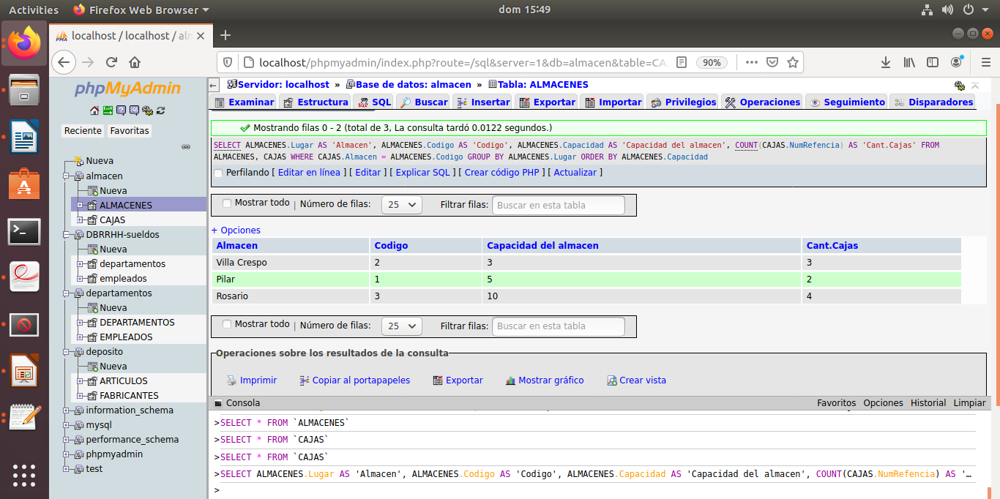 Activities Firefox Web Browser dom 15:49
localhost / localhost / alm
localhost/phpmyadmin/index.php?route=/sql&server=1&db=almacen&table=CA 90%
phpMyAdmin
Reciente Favoritas
Nueva
almacen
Nueva
ALMACENES
CAJAS
DBRRHH-sueldos
Nueva
departamentos
empleados
departamentos
Nueva
DEPARTAMENTOS
EMPLEADOS
deposito
Nueva
ARTICULOS
FABRICANTES
information_schema
mysql
performance_schema
phpmyadmin
test
Servidor: localhost » Base de datos: almacen » Tabla: ALMACENES
Examinar Estructura SQL Buscar Insertar Exportar Importar Privilegios Operaciones Seguimiento Disparadores
Mostrando filas 0 - 2 (total de 3, La consulta tardó 0.0122 segundos.)
SELECT ALMACENES.Lugar AS 'Almacen', ALMACENES.Codigo AS 'Codigo', ALMACENES.Capacidad AS 'Capacidad del almacen', COUNT(CAJAS.NumRefencia) AS 'Cant.Cajas' FROM
ALMACENES, CAJAS WHERE CAJAS.Almacen = ALMACENES.Codigo GROUP BY ALMACENES.Lugar ORDER BY ALMACENES.Capacidad
Perfilando [ Editar en línea ] [ Editar ] [ Explicar SQL ] [ Crear código PHP ] [ Actualizar ]
Mostrar todo | Número de filas: 25 Filtrar filas: Buscar en esta tabla
+ Opciones
Almacen Codigo Capacidad del almacen Cant.Cajas
Villa Crespo 2 3 3
Pilar 1 5 2
Rosario 3 10 4
Mostrar todo | Número de filas: 25 Filtrar filas: Buscar en esta tabla
Operaciones sobre los resultados de la consulta
Imprimir Copiar al portapapeles Exportar Mostrar gráfico Crear vista
Consola Favoritos Opciones Historial Limpiar
>SELECT * FROM `ALMACENES`
>SELECT * FROM `CAJAS`
>SELECT * FROM `CAJAS`
>SELECT ALMACENES.Lugar AS 'Almacen', ALMACENES.Codigo AS 'Codigo', ALMACENES.Capacidad AS 'Capacidad del almacen', COUNT(CAJAS.NumRefencia) AS '…
>